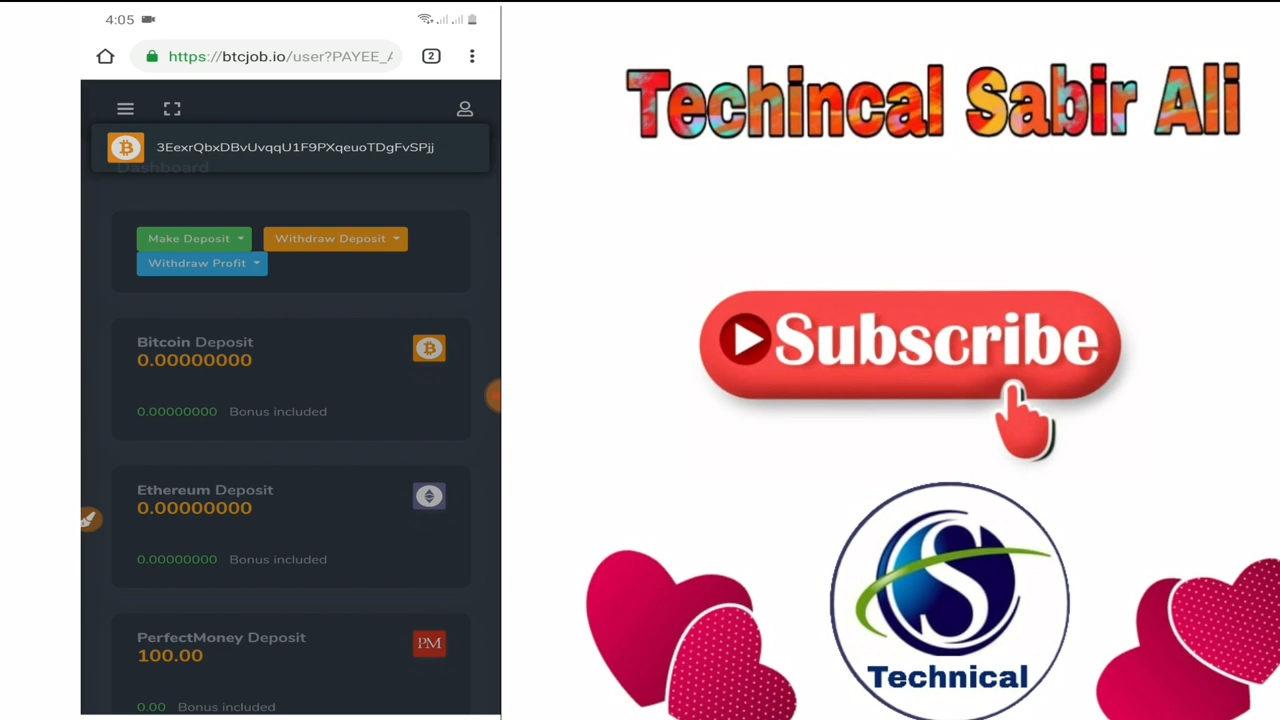 4:05
https://btcjob.io/user?PAYEE_A
2
3EexrQbxDBvUvqqU1F9PXqeuoTDgFvSPjj
Dashboard
Make Deposit
Withdraw Deposit
Withdraw Profit
Bitcoin Deposit
0.00000000
0.00000000 Bonus included
Ethereum Deposit
0.00000000
0.00000000 Bonus included
PerfectMoney Deposit
PM
100.00
0.00 Bonus included
Techincal Sabir Ali
Subscribe
S
Technical